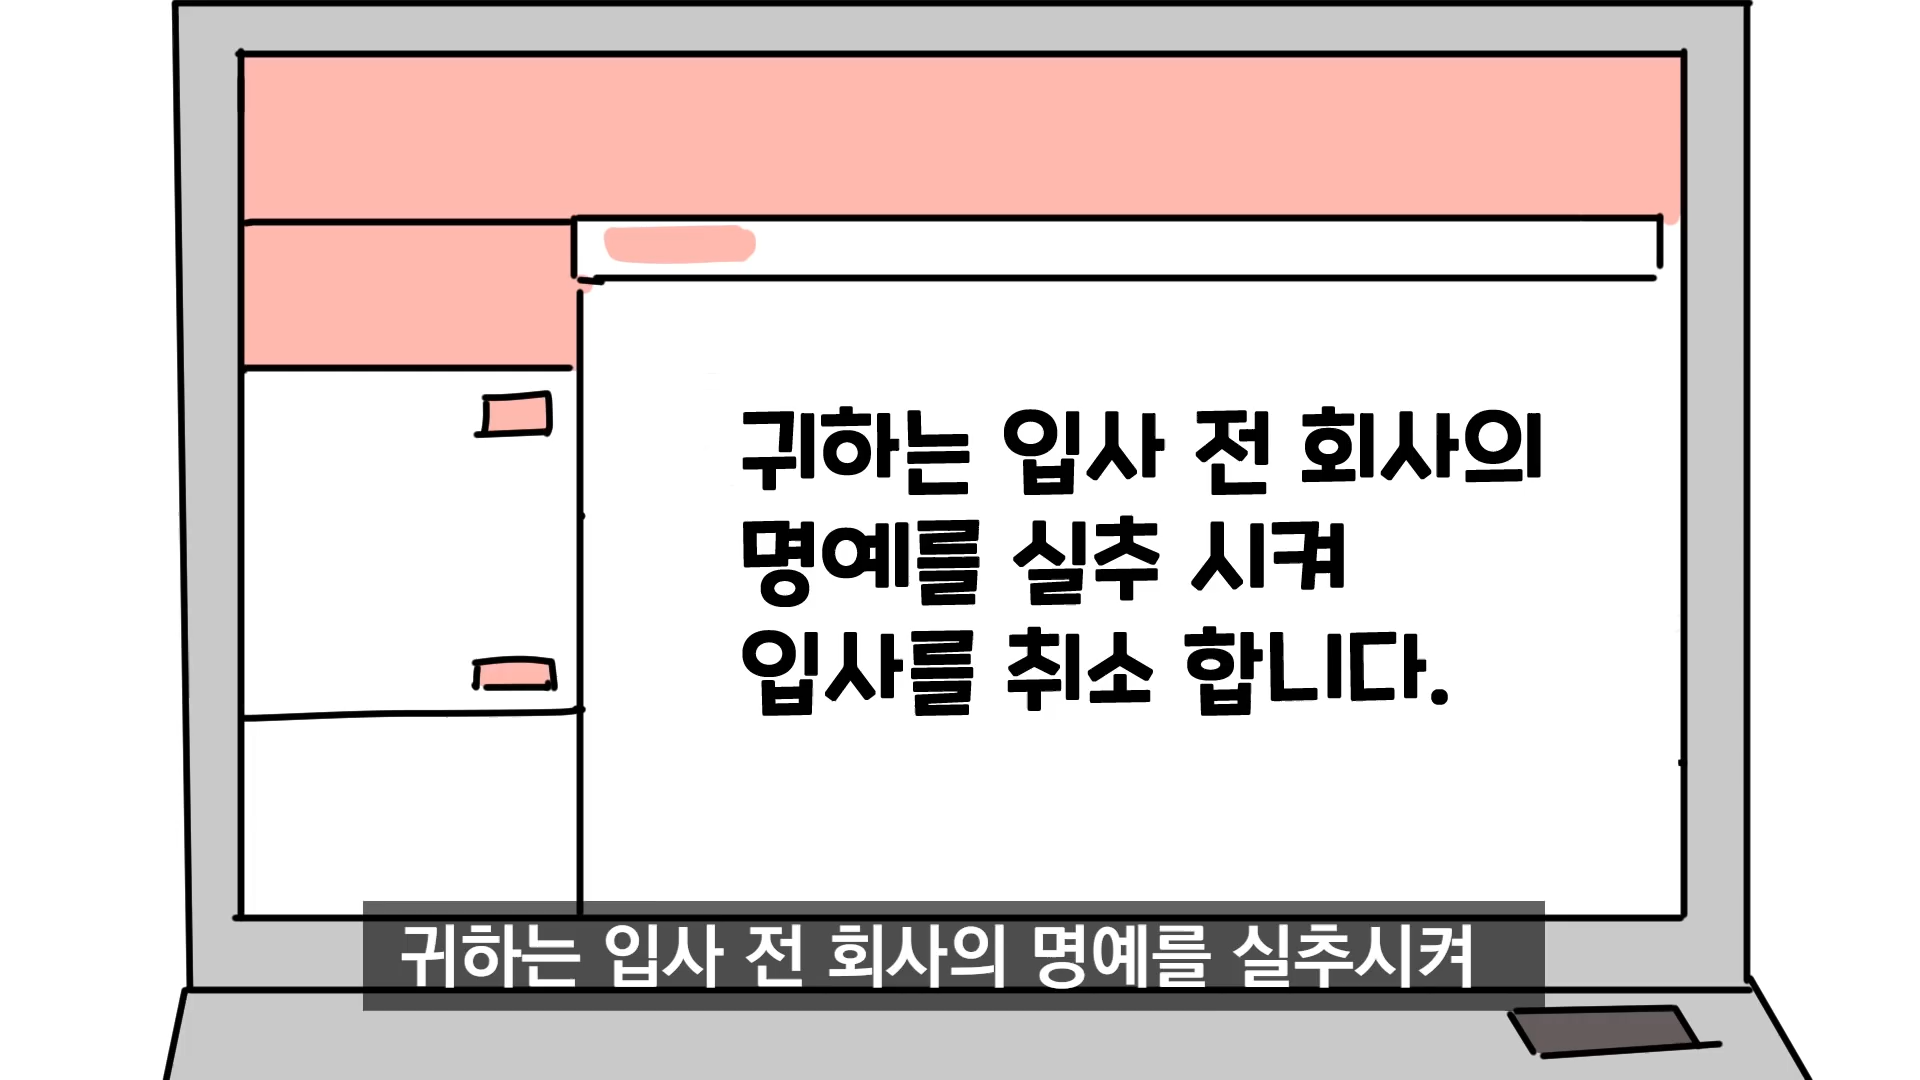 귀하는 입사 전 회사의
명예를 실추 시켜
입사를 취소 합니다.
귀하는 입사 전 회사의 명예를 실추시켜